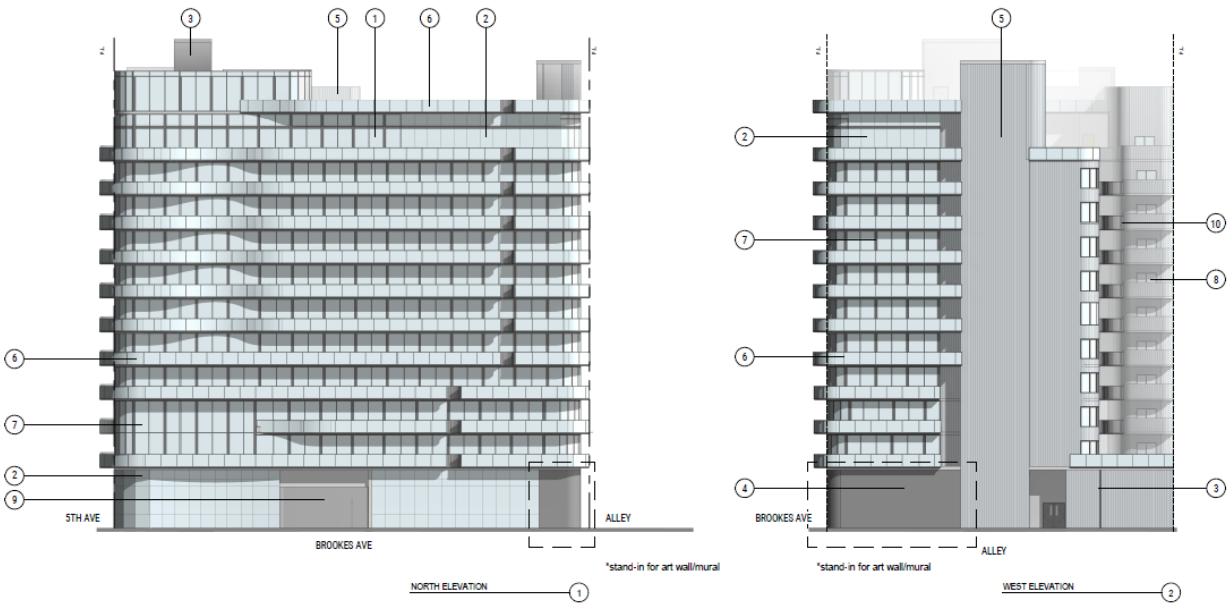 3 5 1 6 2
P.L.
P.L.
6
7
2
9
5TH AVE
ALLEY
BROOKES AVE
*stand-in for art wall/mural
NORTH ELEVATION 1
5
P.L.
P.L.
2
7
10
8
6
4
3
BROOKES AVE
ALLEY
*stand-in for art wall/mural
WEST ELEVATION 2